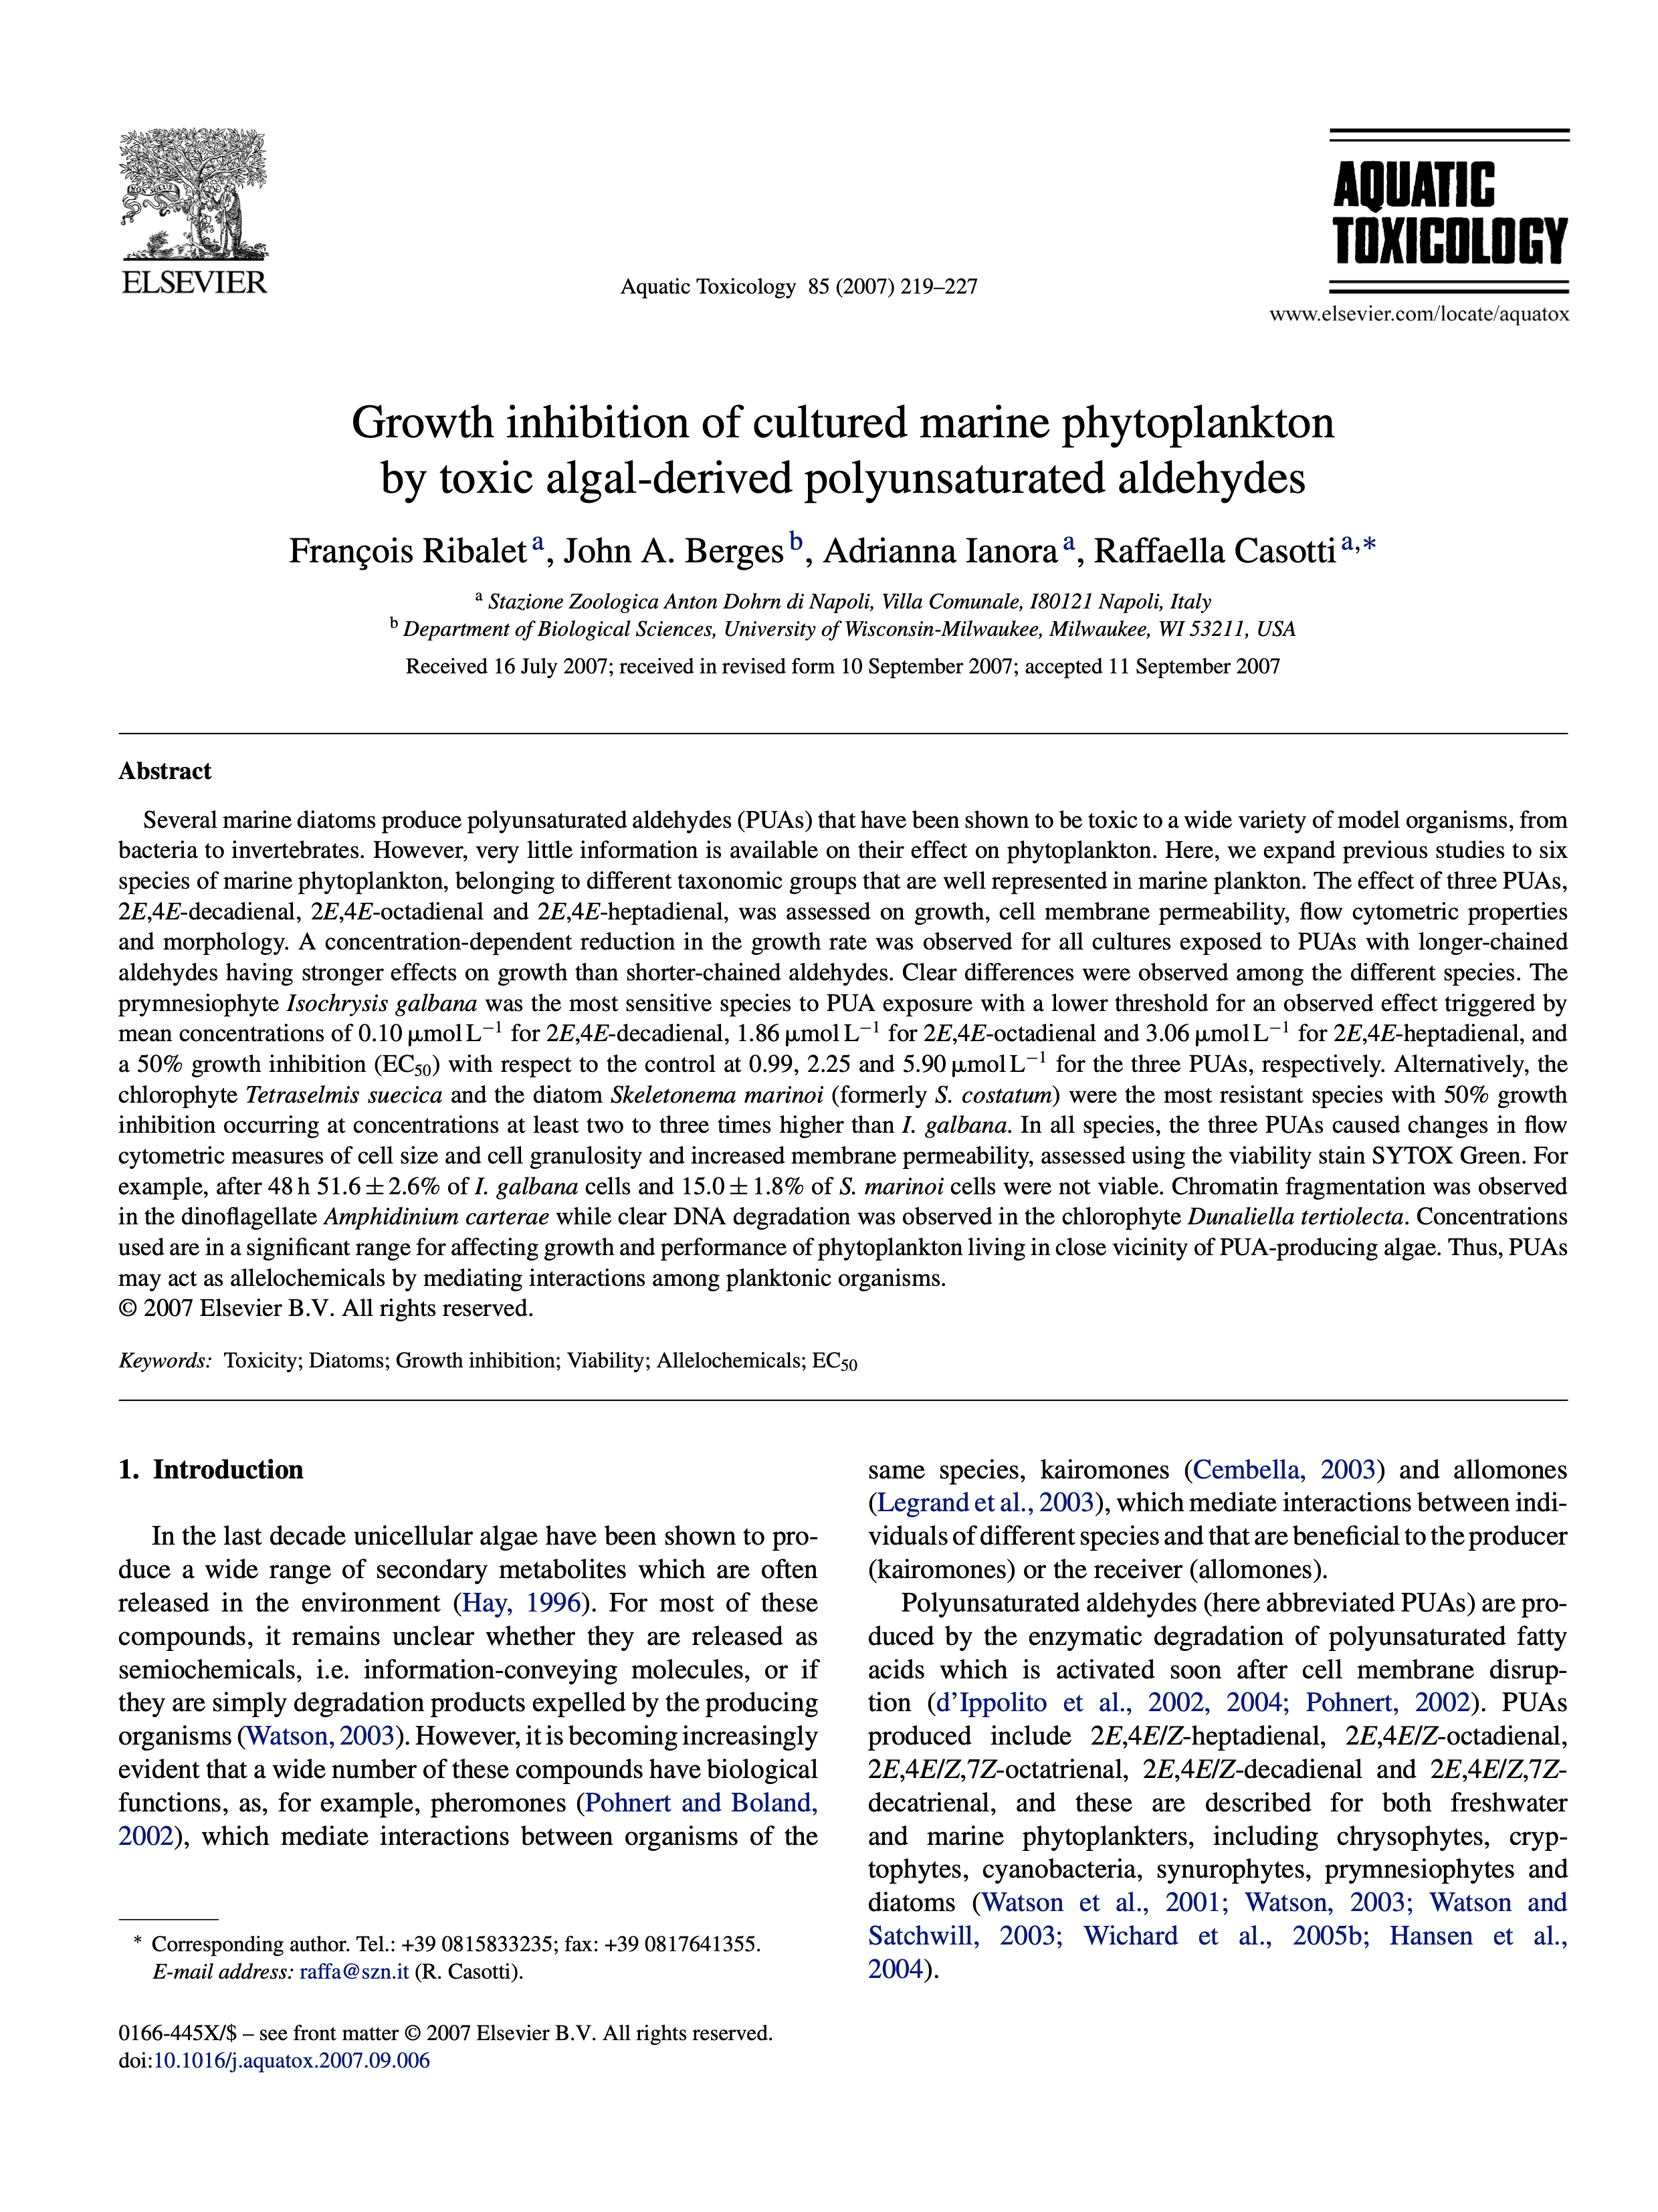 NON SOLUS
ELSEVIER
Aquatic Toxicology 85 (2007) 219–227
AQUATIC
TOXICOLOGY
www.elsevier.com/locate/aquatox
Growth inhibition of cultured marine phytoplankton
by toxic algal-derived polyunsaturated aldehydes
François Ribalet a, John A. Berges b, Adrianna Ianora a, Raffaella Casotti a,*
a Stazione Zoologica Anton Dohrn di Napoli, Villa Comunale, I80121 Napoli, Italy
b Department of Biological Sciences, University of Wisconsin-Milwaukee, Milwaukee, WI 53211, USA
Received 16 July 2007; received in revised form 10 September 2007; accepted 11 September 2007
Abstract
Several marine diatoms produce polyunsaturated aldehydes (PUAs) that have been shown to be toxic to a wide variety of model organisms, from
bacteria to invertebrates. However, very little information is available on their effect on phytoplankton. Here, we expand previous studies to six
species of marine phytoplankton, belonging to different taxonomic groups that are well represented in marine plankton. The effect of three PUAs,
2E,4E-decadienal, 2E,4E-octadienal and 2E,4E-heptadienal, was assessed on growth, cell membrane permeability, flow cytometric properties
and morphology. A concentration-dependent reduction in the growth rate was observed for all cultures exposed to PUAs with longer-chained
aldehydes having stronger effects on growth than shorter-chained aldehydes. Clear differences were observed among the different species. The
prymnesiophyte Isochrysis galbana was the most sensitive species to PUA exposure with a lower threshold for an observed effect triggered by
mean concentrations of 0.10 μmol L−1 for 2E,4E-decadienal, 1.86 μmol L−1 for 2E,4E-octadienal and 3.06 μmol L−1 for 2E,4E-heptadienal, and
a 50% growth inhibition (EC50) with respect to the control at 0.99, 2.25 and 5.90 μmol L−1 for the three PUAs, respectively. Alternatively, the
chlorophyte Tetraselmis suecica and the diatom Skeletonema marinoi (formerly S. costatum) were the most resistant species with 50% growth
inhibition occurring at concentrations at least two to three times higher than I. galbana. In all species, the three PUAs caused changes in flow
cytometric measures of cell size and cell granulosity and increased membrane permeability, assessed using the viability stain SYTOX Green. For
example, after 48 h 51.6 ± 2.6% of I. galbana cells and 15.0 ± 1.8% of S. marinoi cells were not viable. Chromatin fragmentation was observed
in the dinoflagellate Amphidinium carterae while clear DNA degradation was observed in the chlorophyte Dunaliella tertiolecta. Concentrations
used are in a significant range for affecting growth and performance of phytoplankton living in close vicinity of PUA-producing algae. Thus, PUAs
may act as allelochemicals by mediating interactions among planktonic organisms.
© 2007 Elsevier B.V. All rights reserved.
Keywords: Toxicity; Diatoms; Growth inhibition; Viability; Allelochemicals; EC50
1. Introduction
In the last decade unicellular algae have been shown to pro-
duce a wide range of secondary metabolites which are often
released in the environment (Hay, 1996). For most of these
compounds, it remains unclear whether they are released as
semiochemicals, i.e. information-conveying molecules, or if
they are simply degradation products expelled by the producing
organisms (Watson, 2003). However, it is becoming increasingly
evident that a wide number of these compounds have biological
functions, as, for example, pheromones (Pohnert and Boland,
2002), which mediate interactions between organisms of the
same species, kairomones (Cembella, 2003) and allomones
(Legrand et al., 2003), which mediate interactions between indi-
viduals of different species and that are beneficial to the producer
(kairomones) or the receiver (allomones).
Polyunsaturated aldehydes (here abbreviated PUAs) are pro-
duced by the enzymatic degradation of polyunsaturated fatty
acids which is activated soon after cell membrane disrup-
tion (d'Ippolito et al., 2002, 2004; Pohnert, 2002). PUAs
produced include 2E,4E/Z-heptadienal, 2E,4E/Z-octadienal,
2E,4E/Z,7Z-octatrienal, 2E,4E/Z-decadienal and 2E,4E/Z,7Z-
decatrienal, and these are described for both freshwater
and marine phytoplankters, including chrysophytes, cryp-
tophytes, cyanobacteria, synurophytes, prymnesiophytes and
diatoms (Watson et al., 2001; Watson, 2003; Watson and
Satchwill, 2003; Wichard et al., 2005b; Hansen et al.,
2004).
* Corresponding author. Tel.: +39 0815833235; fax: +39 0817641355.
E-mail address: raffa@szn.it (R. Casotti).
0166-445X/$ – see front matter © 2007 Elsevier B.V. All rights reserved.
doi:10.1016/j.aquatox.2007.09.006